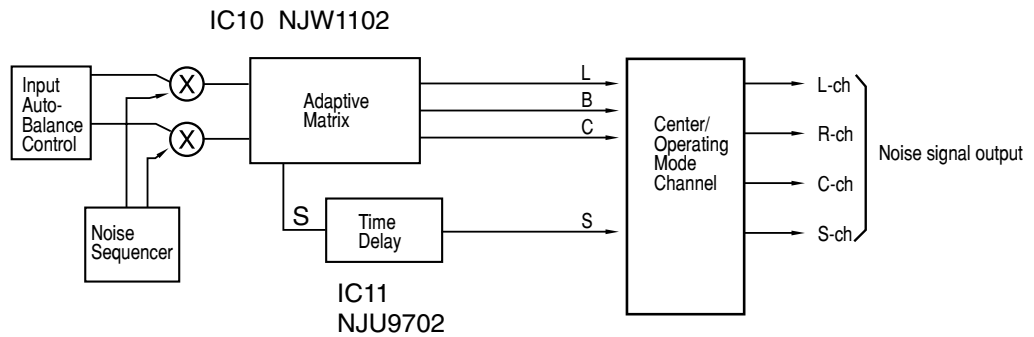 IC10 NJW1102
Input
Auto-
Balance
Control
X
X
Noise
Sequencer
Adaptive
Matrix
L
B
C
S
Time
Delay
S
IC11
NJU9702
Center/
Operating
Mode
Channel
L-ch
R-ch
C-ch
S-ch
Noise signal output